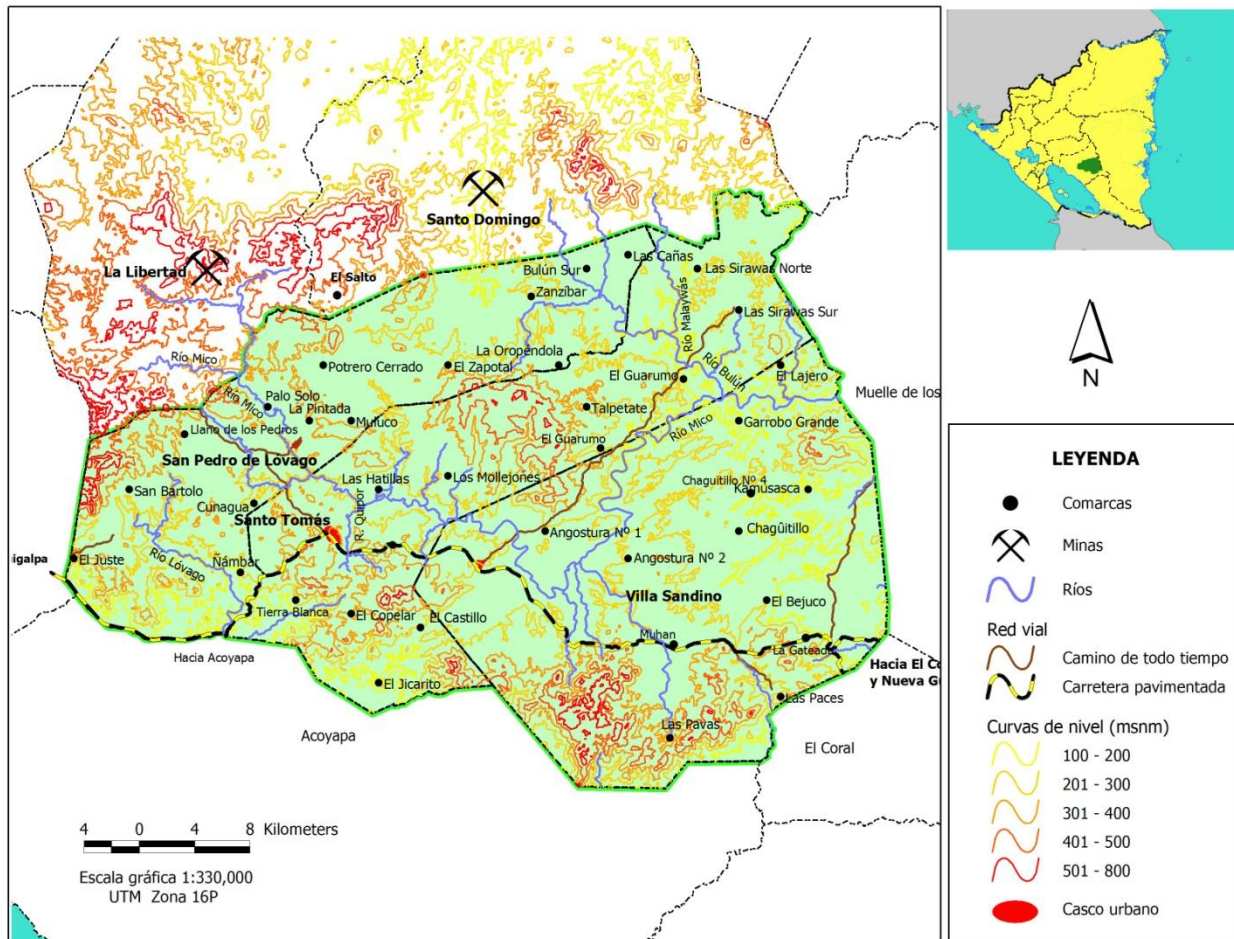 Santo Domingo
La Libertad
El Salto
Bulún Sur
Las Cañas
Las Sirawas Norte
Zanzíbar
Río Malaywas
Las Sirawas Sur
Río Mico
Potrero Cerrado
El Zapotal
La Oropéndola
El Guarumo
Río Bulún
El Lajero
Muelle de los
Río Mico
Palo Solo
La Pintada
Muluco
Talpetate
Río Mico
Garrobo Grande
Llano de los Pedros
El Guarumo
San Pedro de Lóvago
Las Hatillas
Los Mollejones
Chaguitillo Nº 4
Kamusasca
San Bártolo
Cunagua
R. Quipor
Santo Tomás
Angostura Nº 1
Chagûitillo
igalpa
El Juste
Río Lóvago
Ñámbar
Angostura Nº 2
Tierra Blanca
El Copelar
El Castillo
Villa Sandino
El Bejuco
Hacia Acoyapa
Muhan
La Gateada
Hacia El Co
y Nueva Gu
El Jicarito
Las Paces
Acoyapa
Las Pavas
El Coral
4 0 4 8 Kilometers
Escala gráfica 1:330,000
UTM Zona 16P
N
LEYENDA
Comarcas
Minas
Ríos
Red vial
Camino de todo tiempo
Carretera pavimentada
Curvas de nivel (msnm)
100 - 200
201 - 300
301 - 400
401 - 500
501 - 800
Casco urbano